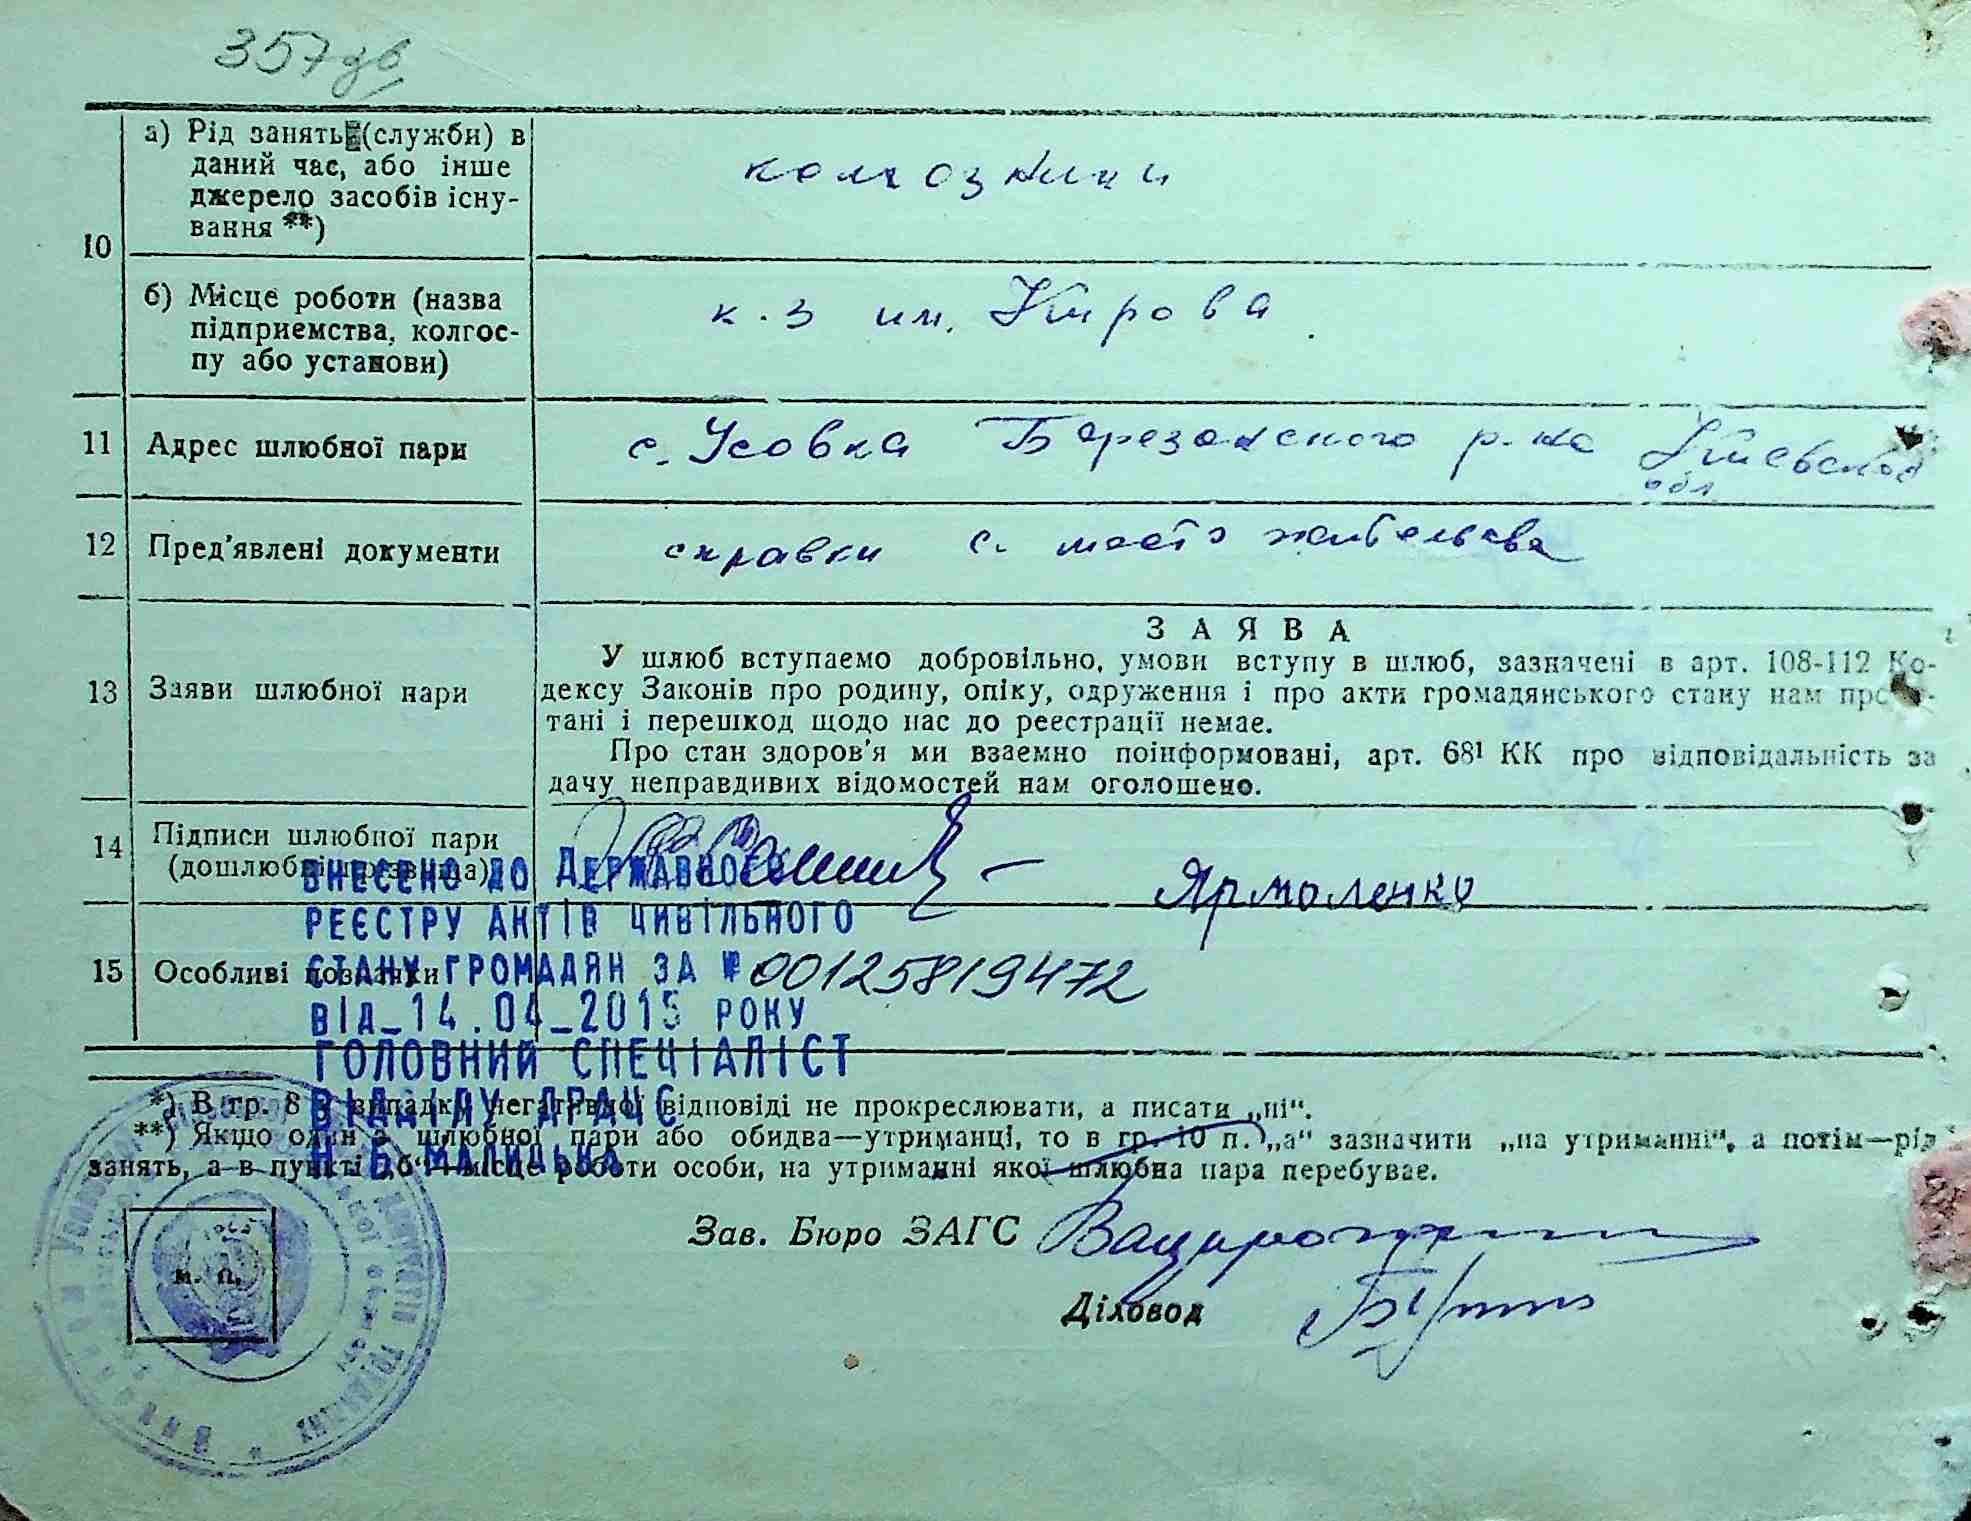 357 зв
а) Рід занять (служби) в
даний час, або інше
джерело засобів існу-
вання **)
колхозники
10
б) Місце роботи (назва
підприємства, колгос-
пу або установи)
к-з им. Кирова
11 Адрес шлюбної пари с. Усовка Березанского р-на Киевской
обл
12 Пред'явлені документи справки с места жительства
13 Заяви шлюбної пари
ЗАЯВА
У шлюб вступаємо добровільно, умови вступу в шлюб, зазначені в арт. 108-112 Ко-
дексу Законів про родину, опіку, одруження і про акти громадянського стану нам
тані і перешкод щодо нас до реєстрації немає.
Про стан здоров'я ми взаємно поінформовані, арт. 68¹ КК про відповідальність за
дачу неправдивих відомостей нам оголошено.
14 Підписи шлюбної пари
(дошлюбні прізвища)
Ярмоленко
15 Особливі позначки
ВНЕСЕНО ДО ДЕРЖАВНОГО
РЕЄСТРУ АКТІВ ЦИВІЛЬНОГО
СТАНУ ГРОМАДЯН ЗА № 00125819472
ВІД_14.04_2015 РОКУ
ГОЛОВНИЙ СПЕЦІАЛІСТ
ВІДДІЛУ ДРАЦС
Н Б МАЛИЦЬКА
*) В гр. 8 в випадку негативної відповіді не прокреслювати, а писати „ні“.
**) Якщо один з шлюбної пари або обидва—утриманці, то в гр. 10 п. „а“ зазначити „на утриманні“, а потім—рід
занять, а в пункті „б“—місце роботи особи, на утриманні якої шлюбна пара перебуває.
Зав. Бюро ЗАГС
Діловод
м. п.